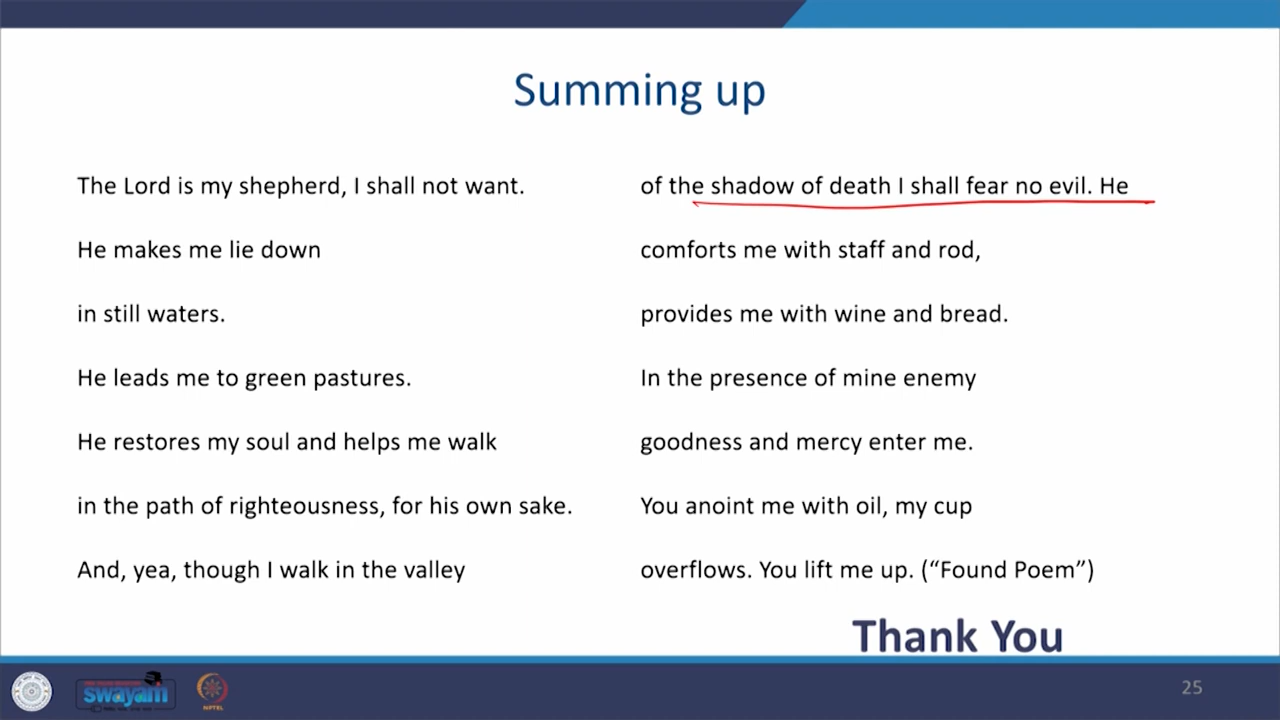 Summing up
The Lord is my shepherd, I shall not want.
He makes me lie down
in still waters.
He leads me to green pastures.
He restores my soul and helps me walk
in the path of righteousness, for his own sake.
And, yea, though I walk in the valley
of the shadow of death I shall fear no evil. He
comforts me with staff and rod,
provides me with wine and bread.
In the presence of mine enemy
goodness and mercy enter me.
You anoint me with oil, my cup
overflows. You lift me up. (“Found Poem”)
Thank You
swayam
NPTEL
25